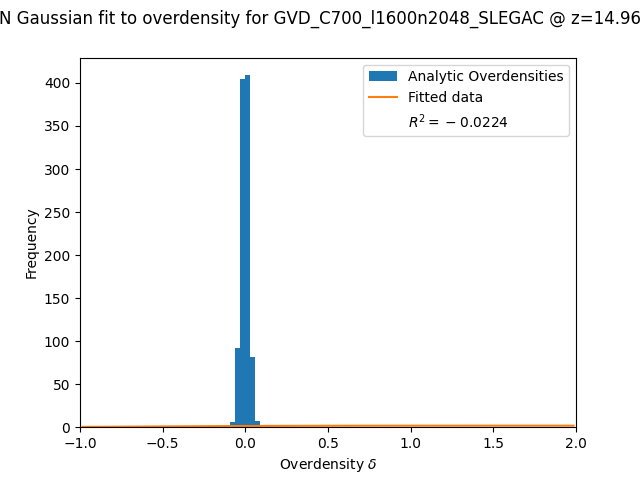 N Gaussian fit to overdensity for GVD_C700_l1600n2048_SLEGAC @ z=14.96
Analytic Overdensities
Fitted data
R² = − 0.0224
400
350
300
250
200
150
100
50
0
Frequency
−1.0 −0.5 0.0 0.5 1.0 1.5 2.0
Overdensity δ